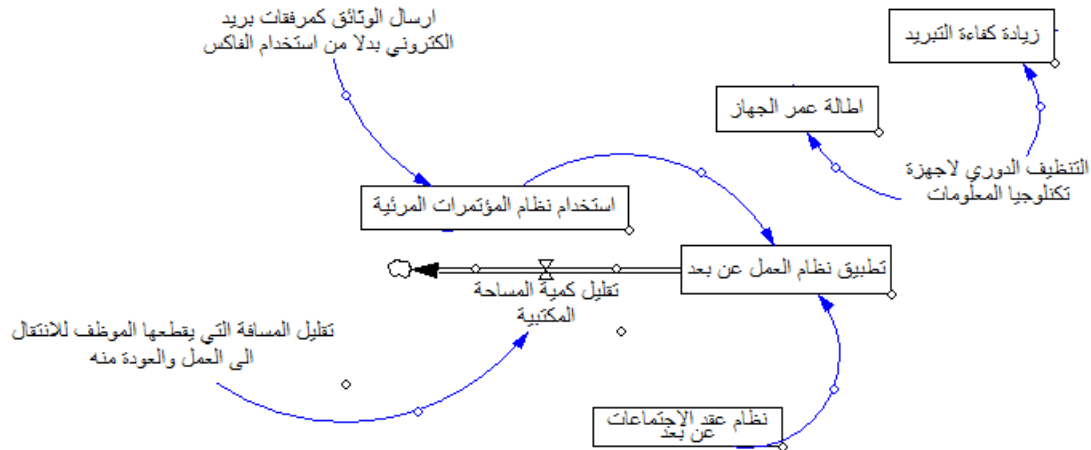 ارسال الوثائق كمرفقات بريد
الكتروني بدلا من استخدام الفاكس
زيادة كفاءة التبريد
اطالة عمر الجهاز
التنظيف الدوري لاجهزة
تكنلوجيا المعلومات
استخدام نظام المؤتمرات المرئية
تطبيق نظام العمل عن بعد
تقليل كمية المساحة
المكتبية
تقليل المسافة التي يقطعها الموظف للانتقال
الى العمل والعودة منه
نظام عقد الاجتماعات
عن بعد